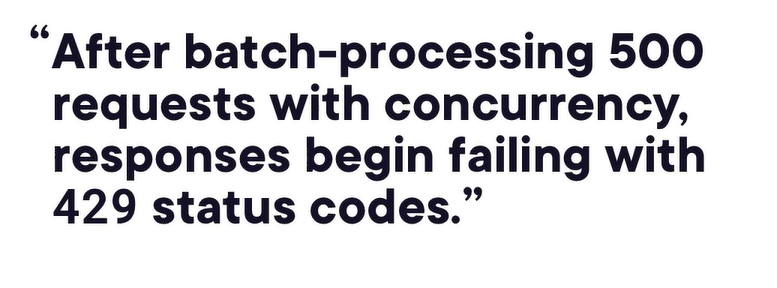 “After batch-processing 500
requests with concurrency,
responses begin failing with
429 status codes.”